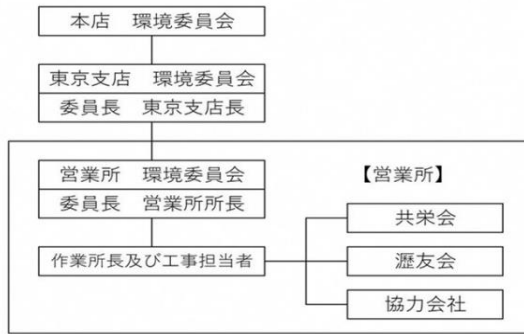 本店　環境委員会
東京支店　環境委員会
委員長　東京支店長
営業所　環境委員会
委員長　営業所所長
【営業所】
作業所長及び工事担当者
共栄会
瀝友会
協力会社